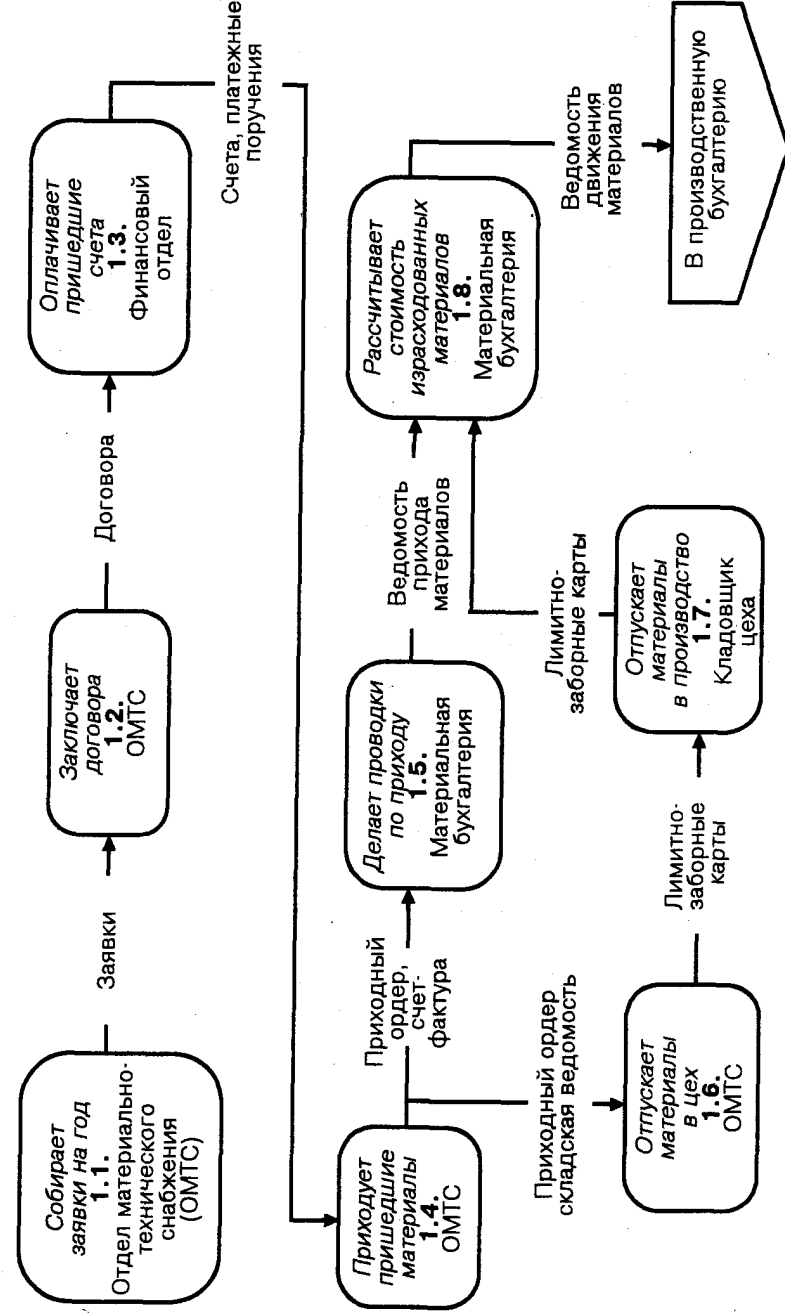 Собирает
заявки на год
1.1.
Отдел материально-
технического
снабжения
(ОМТС)
Заявки
Заключает
договора
1.2.
ОМТС
Договора
Оплачивает
пришедшие
счета
1.3.
Финансовый
отдел
Счета, платежные
поручения
Приходует
пришедшие
материалы
1.4.
ОМТС
Приходный
ордер,
счет-
фактура
Делает проводки
по приходу
1.5.
Материальная
бухгалтерия
Ведомость
прихода
материалов
Рассчитывает
стоимость
израсходованных
материалов
1.8.
Материальная
бухгалтерия
Ведомость
движения
материалов
В производственную
бухгалтерию
Приходный ордер
складская ведомость
Отпускает
материалы
в цех
1.6.
ОМТС
Лимитно-
заборные
карты
Отпускает
материалы
в производство
1.7.
Кладовщик
цеха
Лимитно-
заборные карты